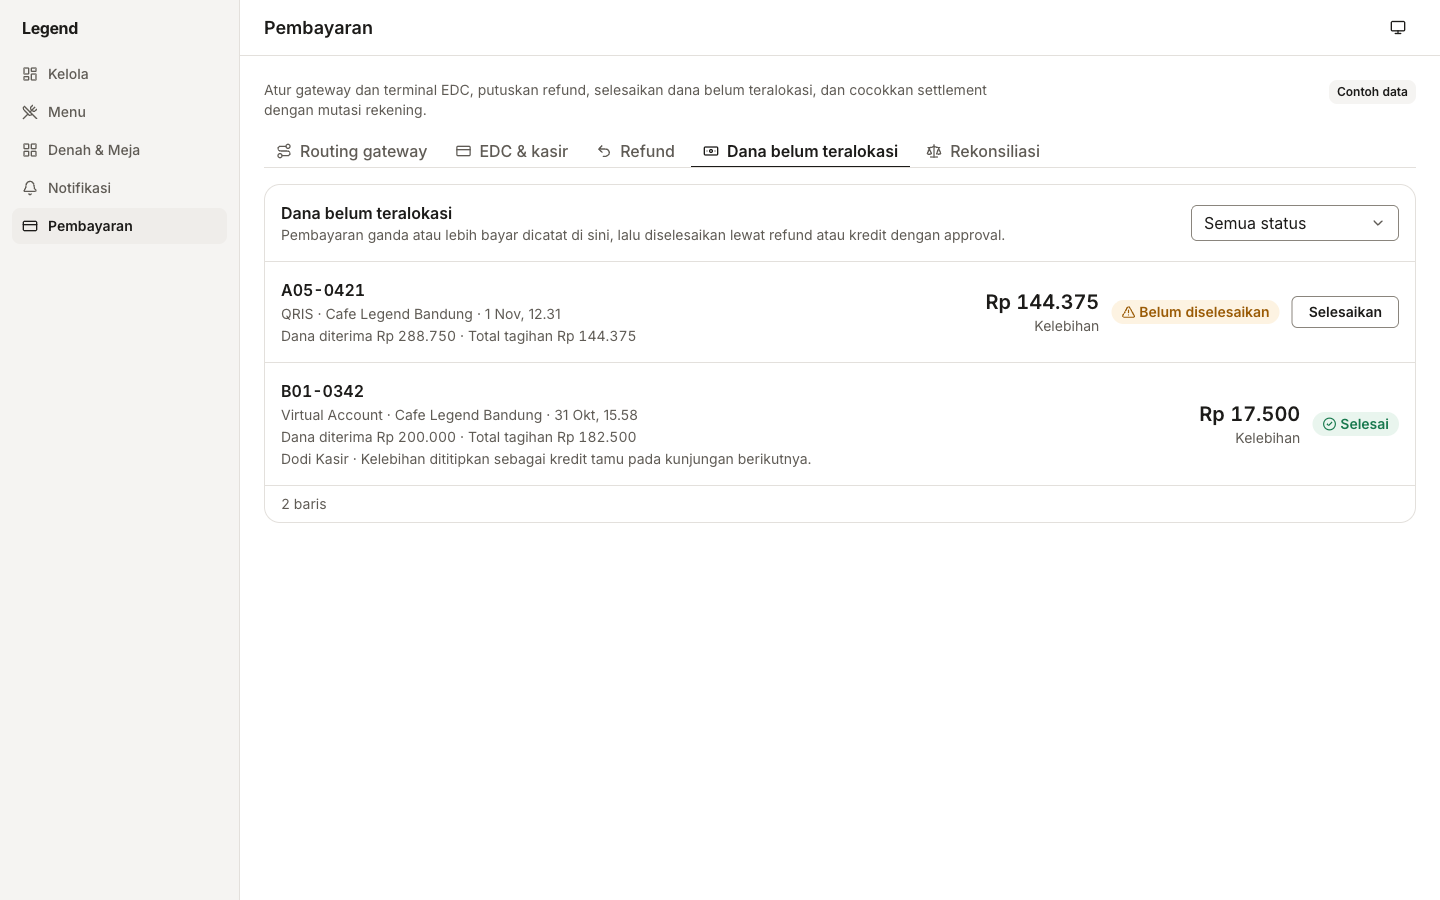 Legend
Kelola
Menu
Denah & Meja
Notifikasi
Pembayaran
Pembayaran
Atur gateway dan terminal EDC, putuskan refund, selesaikan dana belum teralokasi, dan cocokkan settlement
dengan mutasi rekening.
Contoh data
Routing gateway
EDC & kasir
Refund
Dana belum teralokasi
Rekonsiliasi
Dana belum teralokasi
Pembayaran ganda atau lebih bayar dicatat di sini, lalu diselesaikan lewat refund atau kredit dengan approval.
Semua status
A05-0421
QRIS · Cafe Legend Bandung · 1 Nov, 12.31
Dana diterima Rp 288.750 · Total tagihan Rp 144.375
Rp 144.375
Kelebihan
Belum diselesaikan
Selesaikan
B01-0342
Virtual Account · Cafe Legend Bandung · 31 Okt, 15.58
Dana diterima Rp 200.000 · Total tagihan Rp 182.500
Dodi Kasir · Kelebihan dititipkan sebagai kredit tamu pada kunjungan berikutnya.
Rp 17.500
Kelebihan
Selesai
2 baris